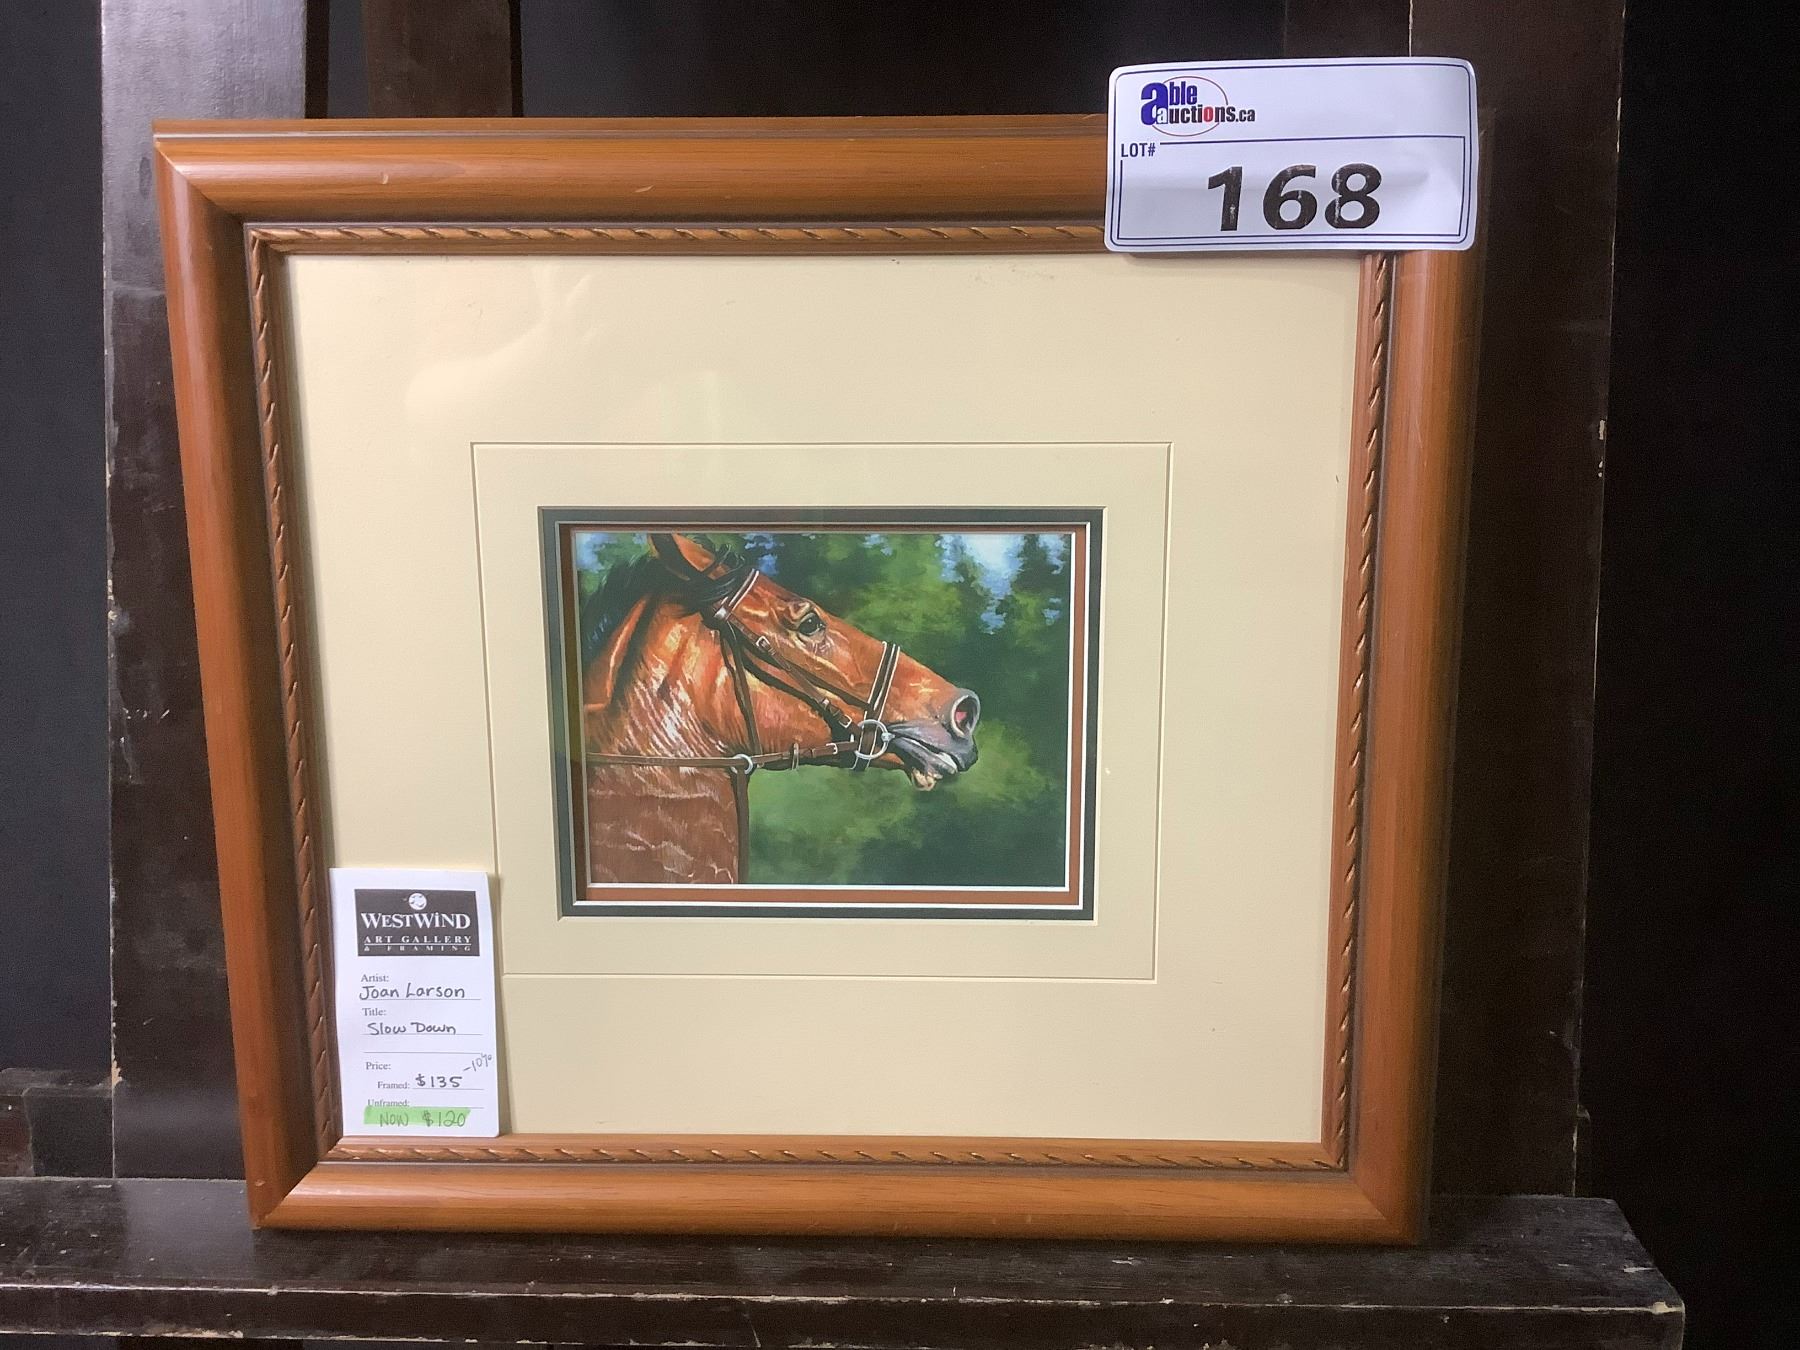 able
auctions.ca
LOT#
168
WESTWIND
ART GALLERY
& FRAMING
Artist:
Joan Larson
Title:
Slow Down
Price: -10%
Framed: $135
Unframed:
NOW $120